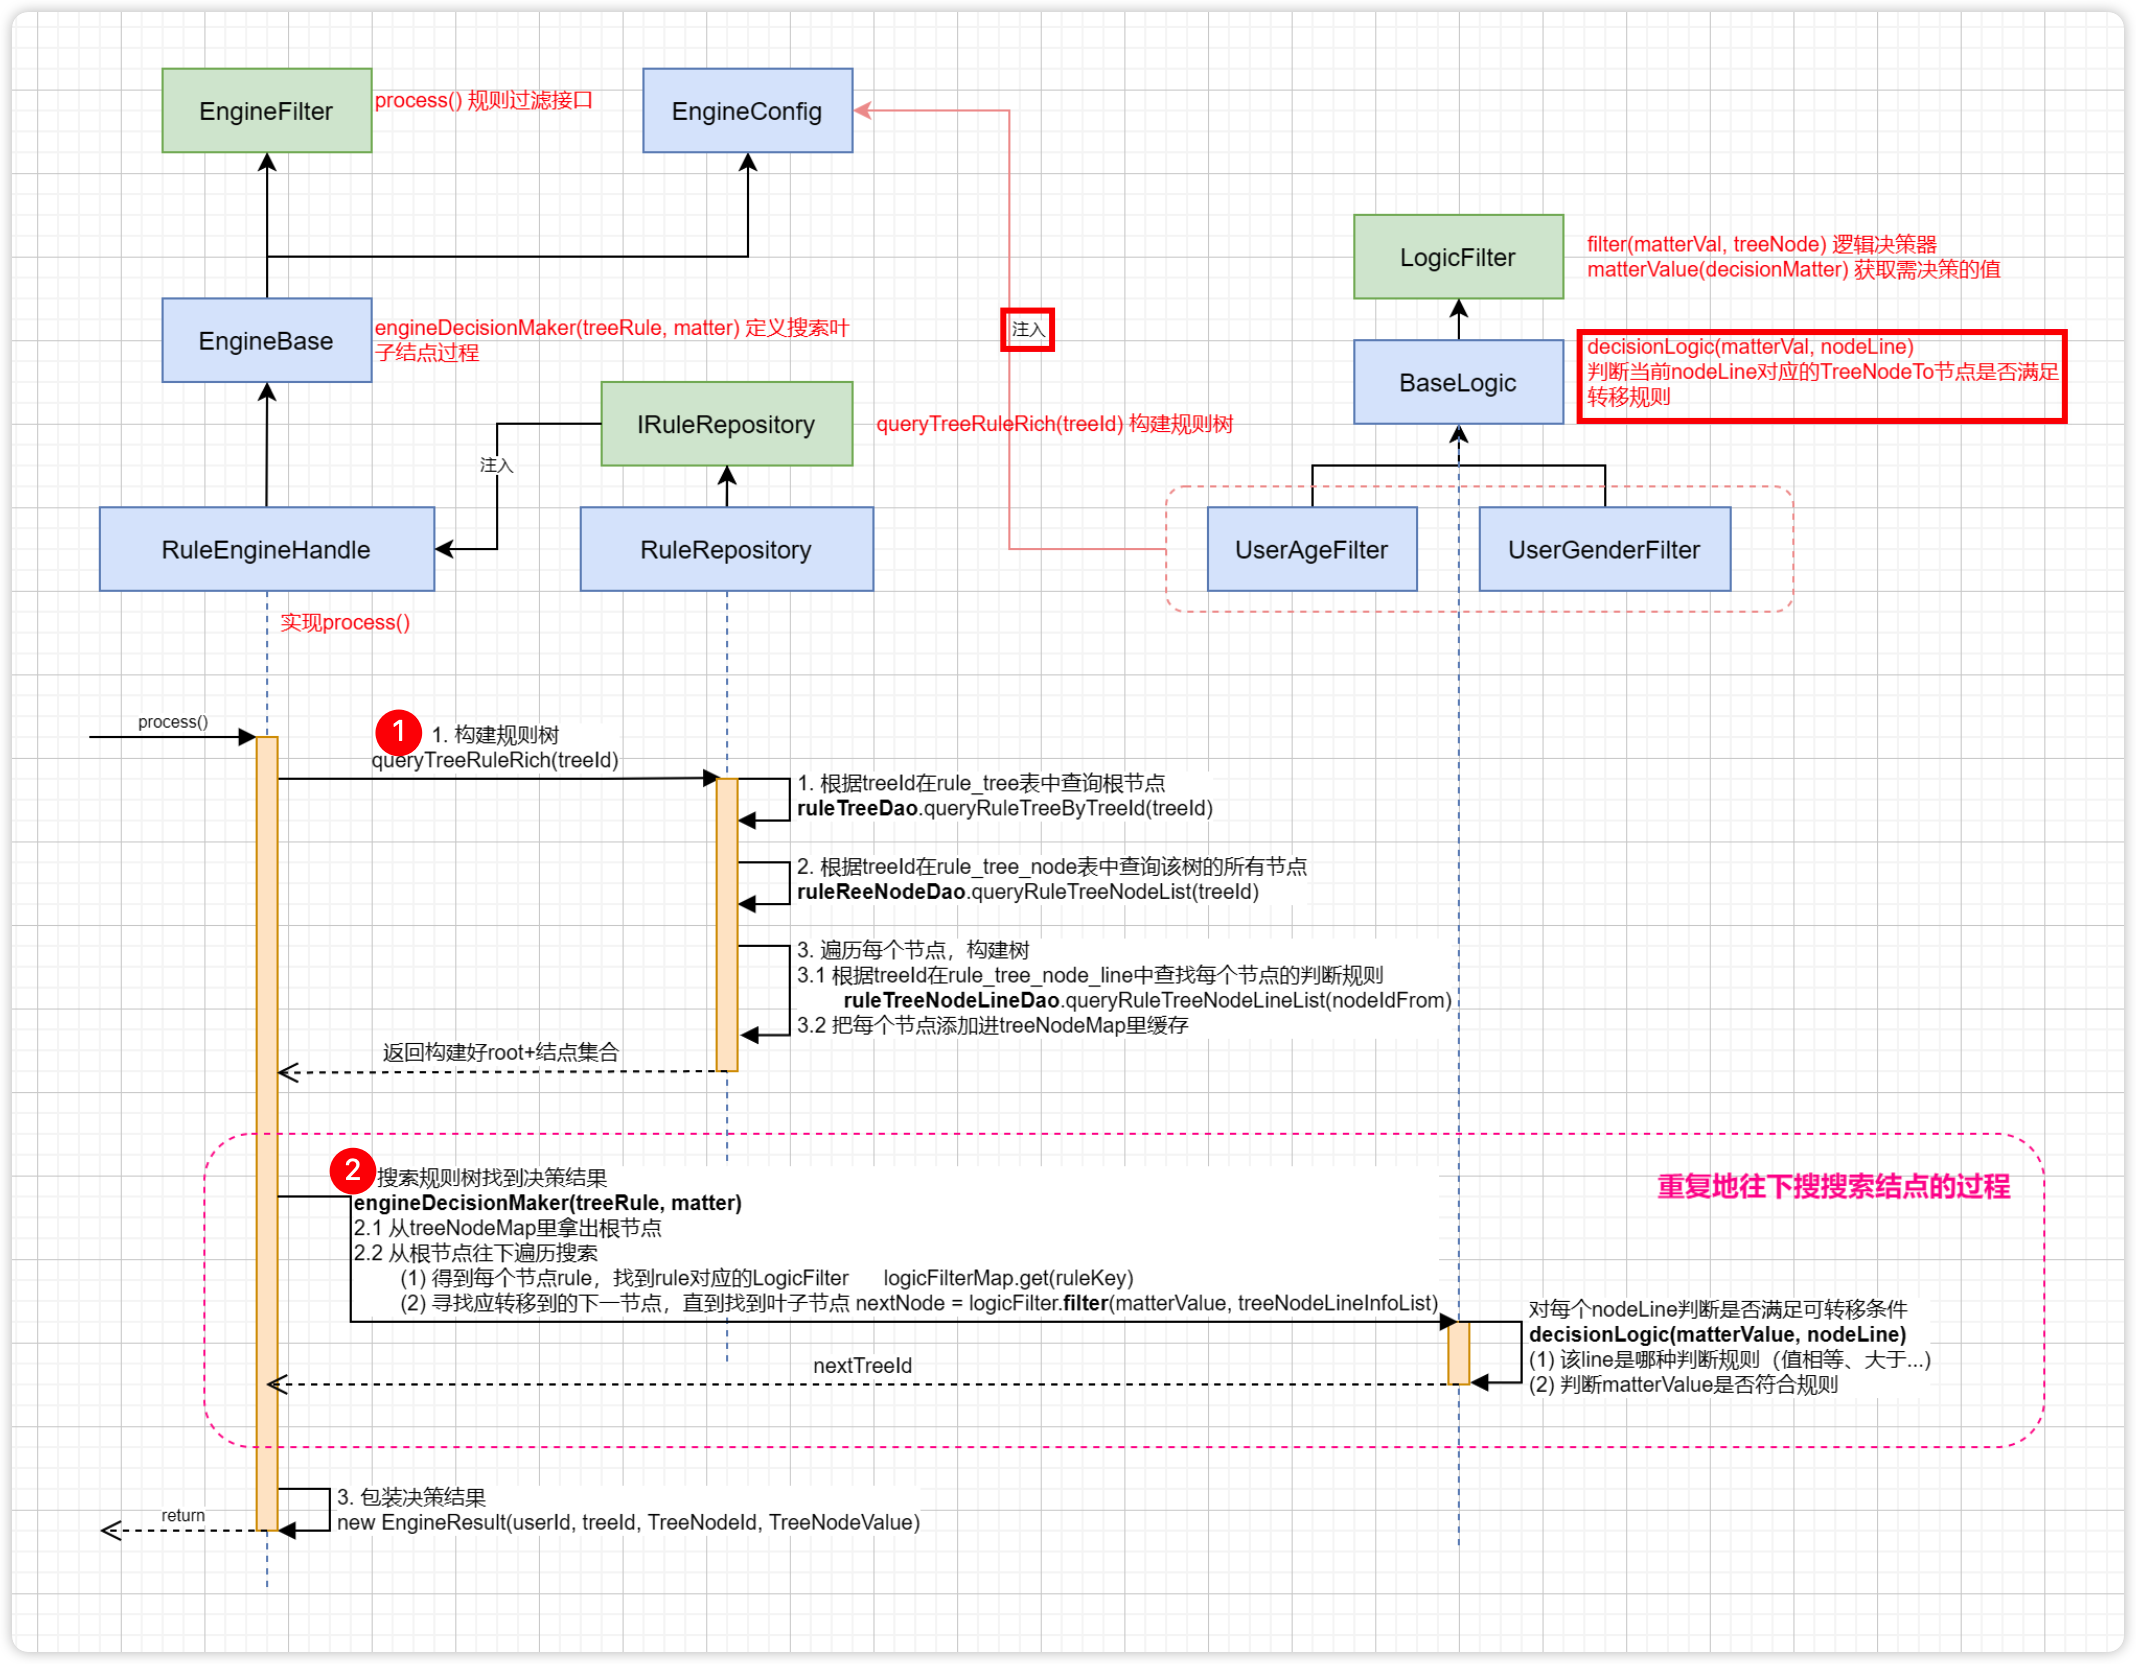 EngineFilter
process() 规则过滤接口
EngineConfig
LogicFilter
filter(matterVal, treeNode) 逻辑决策器
matterValue(decisionMatter) 获取需决策的值
EngineBase
engineDecisionMaker(treeRule, matter) 定义搜索叶
子结点过程
注入
BaseLogic
decisionLogic(matterVal, nodeLine)
判断当前nodeLine对应的TreeNodeTo节点是否满足
转移规则
IRuleRepository
queryTreeRuleRich(treeId) 构建规则树
注入
RuleEngineHandle
RuleRepository
UserAgeFilter
UserGenderFilter
实现process()
process()
1
1. 构建规则树
queryTreeRuleRich(treeId)
1. 根据treeId在rule_tree表中查询根节点
ruleTreeDao.queryRuleTreeByTreeId(treeId)
2. 根据treeId在rule_tree_node表中查询该树的所有节点
ruleReeNodeDao.queryRuleTreeNodeList(treeId)
3. 遍历每个节点，构建树
3.1 根据treeId在rule_tree_node_line中查找每个节点的判断规则
ruleTreeNodeLineDao.queryRuleTreeNodeLineList(nodeIdFrom)
3.2 把每个节点添加进treeNodeMap里缓存
返回构建好root+结点集合
2
搜索规则树找到决策结果
重复地往下搜搜索结点的过程
engineDecisionMaker(treeRule, matter)
2.1 从treeNodeMap里拿出根节点
2.2 从根节点往下遍历搜索
(1) 得到每个节点rule，找到rule对应的LogicFilter logicFilterMap.get(ruleKey)
(2) 寻找应转移到的下一节点，直到找到叶子节点 nextNode = logicFilter.filter(matterValue, treeNodeLineInfoList)
对每个nodeLine判断是否满足可转移条件
decisionLogic(matterValue, nodeLine)
(1) 该line是哪种判断规则（值相等、大于...）
(2) 判断matterValue是否符合规则
nextTreeId
3. 包装决策结果
new EngineResult(userId, treeId, TreeNodeId, TreeNodeValue)
return